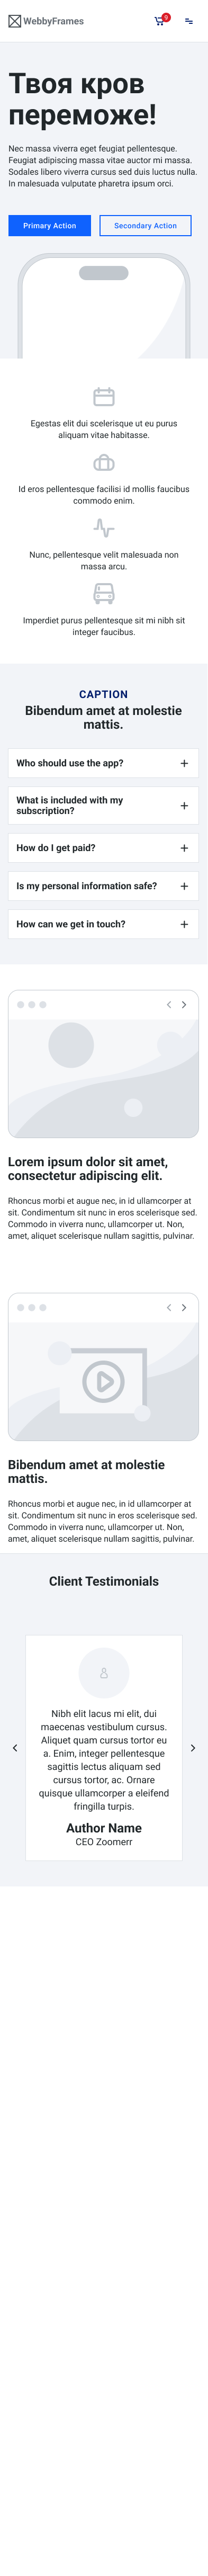 WebbyFrames
Твоя кров
переможе!
Nec massa viverra eget feugiat pellentesque.
Feugiat adipiscing massa vitae auctor mi massa.
Sodales libero viverra cursus sed duis luctus nulla.
In malesuada vulputate pharetra ipsum orci.
Primary Action
Secondary Action
Egestas elit dui scelerisque ut eu purus
aliquam vitae habitasse.
Id eros pellentesque facilisi id mollis faucibus
commodo enim.
Nunc, pellentesque velit malesuada non
massa arcu.
Imperdiet purus pellentesque sit mi nibh sit
integer faucibus.
CAPTION
Bibendum amet at molestie
mattis.
Who should use the app?
What is included with my
subscription?
How do I get paid?
Is my personal information safe?
How can we get in touch?
Lorem ipsum dolor sit amet,
consectetur adipiscing elit.
Rhoncus morbi et augue nec, in id ullamcorper at
sit. Condimentum sit nunc in eros scelerisque sed.
Commodo in viverra nunc, ullamcorper ut. Non,
amet, aliquet scelerisque nullam sagittis, pulvinar.
Bibendum amet at molestie
mattis.
Rhoncus morbi et augue nec, in id ullamcorper at
sit. Condimentum sit nunc in eros scelerisque sed.
Commodo in viverra nunc, ullamcorper ut. Non,
amet, aliquet scelerisque nullam sagittis, pulvinar.
Client Testimonials
Nibh elit lacus mi elit, dui
maecenas vestibulum cursus.
Aliquet quam cursus tortor eu
a. Enim, integer pellentesque
sagittis lectus aliquam sed
cursus tortor, ac. Ornare
quisque ullamcorper a eleifend
fringilla turpis.
Author Name
CEO Zoomerr